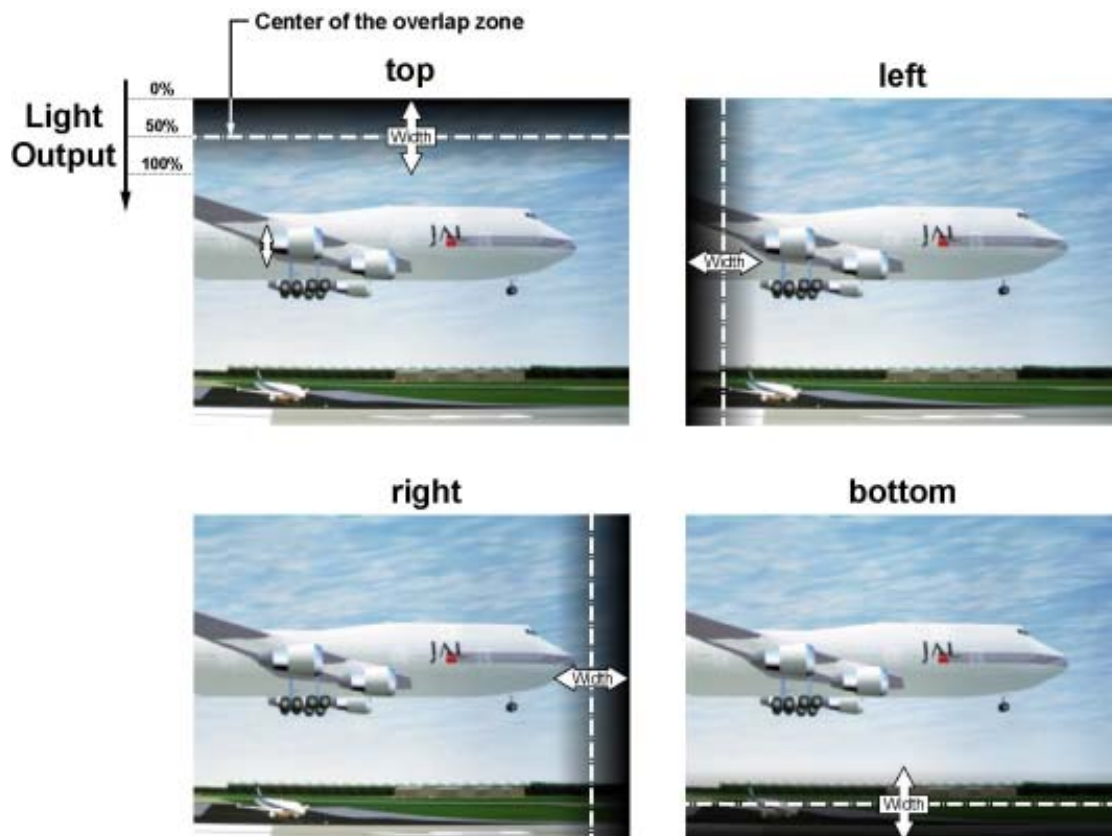 Center of the overlap zone
top
left
0%
Light
Output
50%
100%
Width
JAL
Width
JAL
right
bottom
JAL
Width
JAL
Width